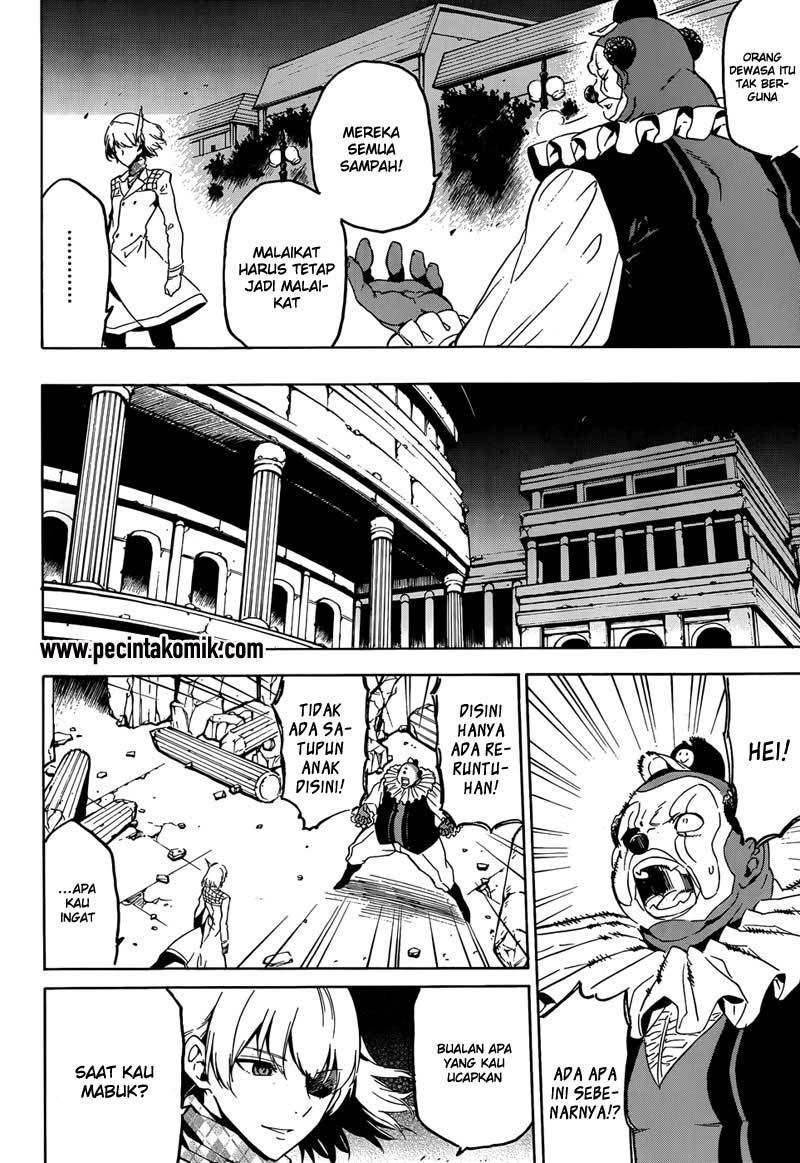 ORANG
DEWASA ITU
TAK BER-
GUNA
MEREKA
SEMUA
SAMPAH!
MALAIKAT
HARUS TETAP
JADI MALAI-
KAT
..........
www.pecintakomik.com
HEI!
ADA APA
INI SEBE-
NARNYA!?
DISINI
HANYA
ADA RE-
RUNTU-
HAN!
TIDAK
ADA SA-
TUPUN
ANAK
DISINI!
...APA
KAU
INGAT
BUALAN APA
YANG KAU
UCAPKAN
SAAT KAU
MABUK?